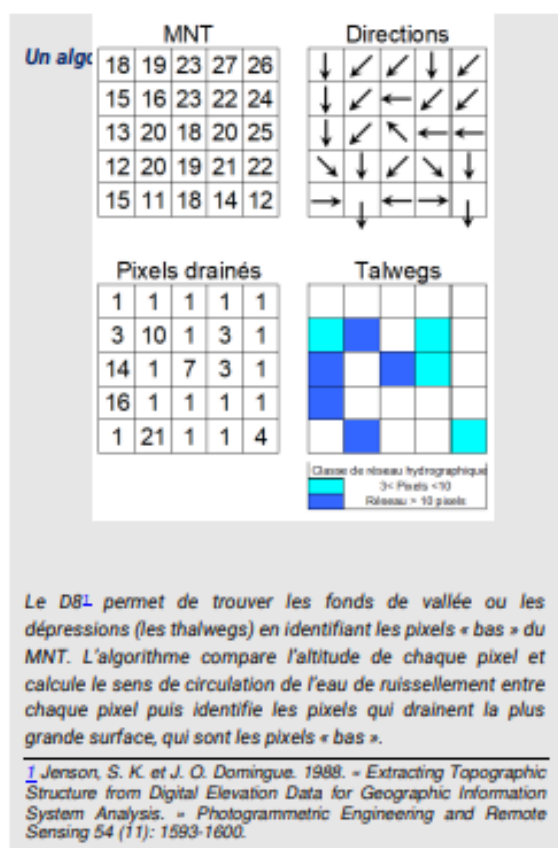 MNT Directions
Un algo
18 19 23 27 26
15 16 23 22 24
13 20 18 20 25
12 20 19 21 22
15 11 18 14 12
Pixels drainés Talwegs
1 1 1 1 1
3 10 1 3 1
14 1 7 3 1
16 1 1 1 1
1 21 1 1 4
Classe de réseau hydrographique
3< Pixels <10
Réseau > 10 pixels
Le D81 permet de trouver les fonds de vallée ou les
dépressions (les thalwegs) en identifiant les pixels « bas » du
MNT. L'algorithme compare l'altitude de chaque pixel et
calcule le sens de circulation de l'eau de ruissellement entre
chaque pixel puis identifie les pixels qui drainent la plus
grande surface, qui sont les pixels « bas ».
1 Jenson, S. K. et J. O. Domingue. 1988. « Extracting Topographic
Structure from Digital Elevation Data for Geographic Information
System Analysis. » Photogrammetric Engineering and Remote
Sensing 54 (11): 1593-1600.